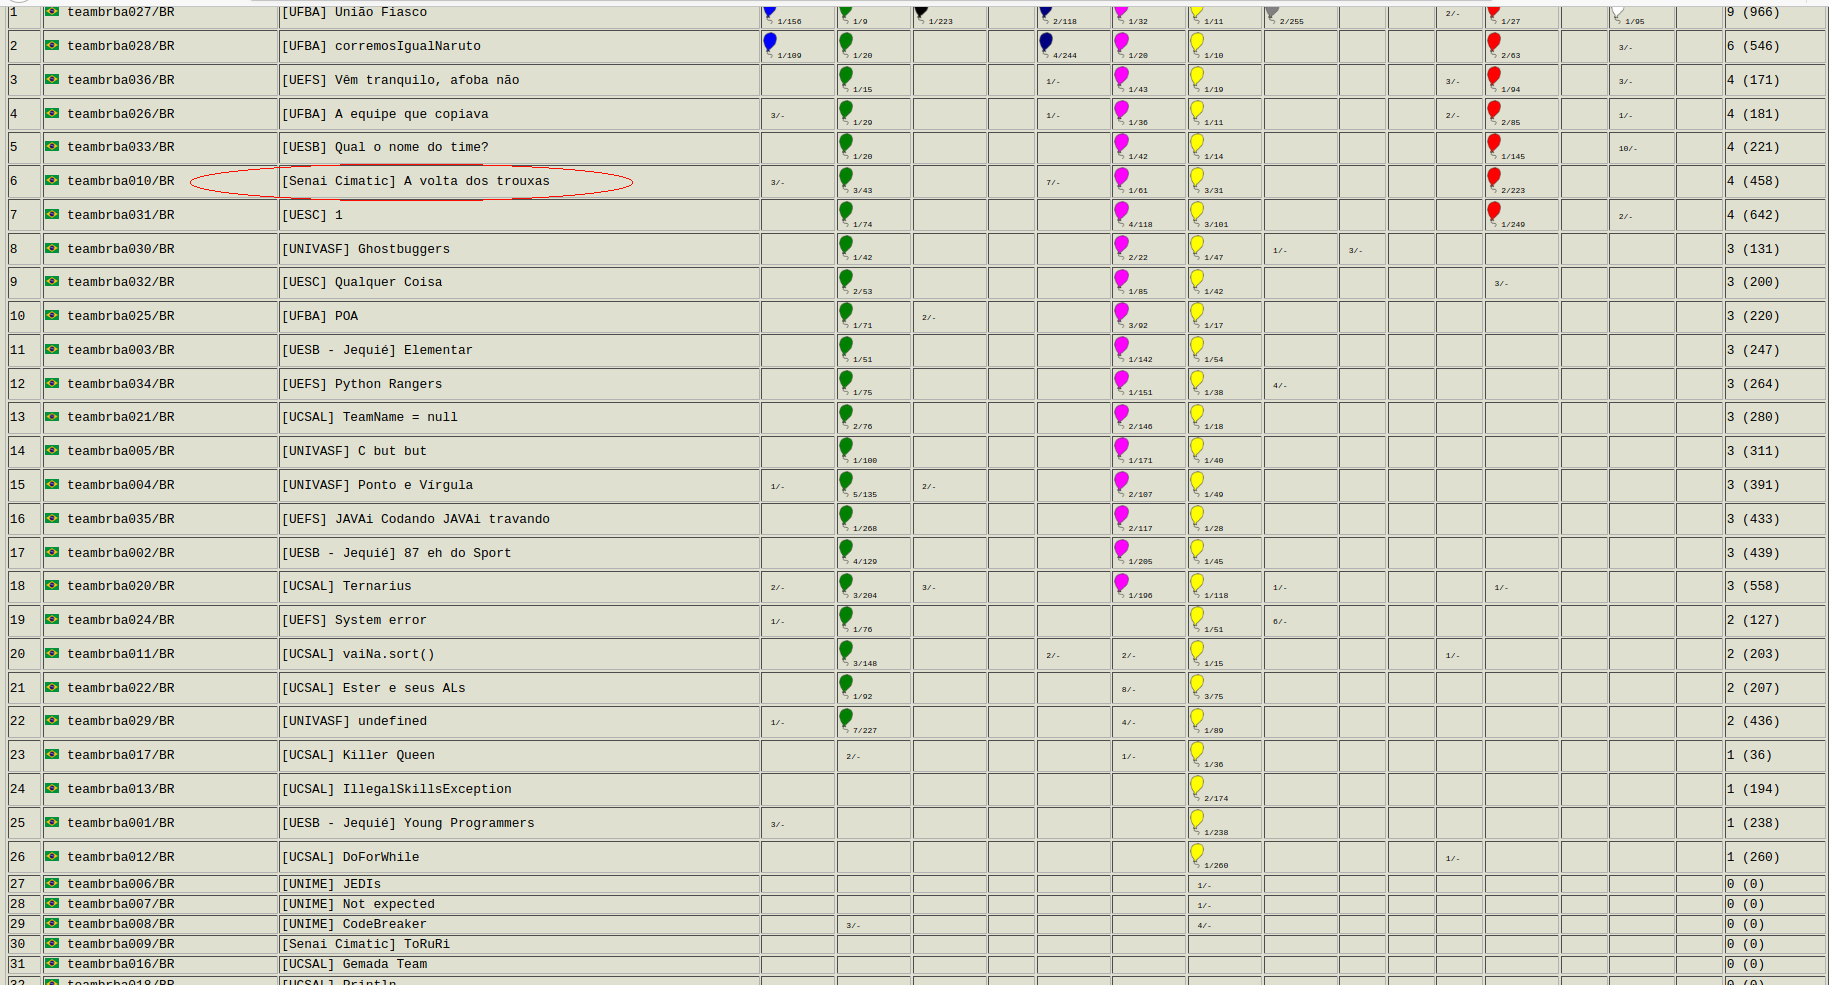 1 teambrba027/BR [UFBA] União Fiasco 1/156 1/9 1/223 2/118 1/32 1/11 2/255 2/- 1/27 1/95 9 (966)
2 teambrba028/BR [UFBA] corremosIgualNaruto 1/109 1/20 4/244 1/20 1/10 2/63 3/- 6 (546)
3 teambrba036/BR [UEFS] Vêm tranquilo, afoba não 1/15 1/- 1/43 1/19 3/- 1/94 3/- 4 (171)
4 teambrba026/BR [UFBA] A equipe que copiava 3/- 1/29 1/- 1/36 1/11 2/- 2/85 1/- 4 (181)
5 teambrba033/BR [UESB] Qual o nome do time? 1/20 1/42 1/14 1/145 10/- 4 (221)
6 teambrba010/BR [Senai Cimatic] A volta dos trouxas 3/- 3/43 7/- 1/61 3/31 2/223 4 (458)
7 teambrba031/BR [UESC] 1 1/74 4/118 3/101 1/249 2/- 4 (642)
8 teambrba030/BR [UNIVASF] Ghostbuggers 1/42 2/22 1/47 1/- 3/- 3 (131)
9 teambrba032/BR [UESC] Qualquer Coisa 2/53 1/85 1/42 3/- 3 (200)
10 teambrba025/BR [UFBA] POA 1/71 2/- 3/92 1/17 3 (220)
11 teambrba003/BR [UESB - Jequié] Elementar 1/51 1/142 1/54 3 (247)
12 teambrba034/BR [UEFS] Python Rangers 1/75 1/151 1/38 4/- 3 (264)
13 teambrba021/BR [UCSAL] TeamName = null 2/76 2/146 1/18 3 (280)
14 teambrba005/BR [UNIVASF] C but but 1/100 1/171 1/40 3 (311)
15 teambrba004/BR [UNIVASF] Ponto e Vírgula 1/- 5/135 2/- 2/107 1/49 3 (391)
16 teambrba035/BR [UEFS] JAVAi Codando JAVAi travando 1/268 2/117 1/28 3 (433)
17 teambrba002/BR [UESB - Jequié] 87 eh do Sport 4/129 1/205 1/45 3 (439)
18 teambrba020/BR [UCSAL] Ternarius 2/- 3/204 3/- 1/196 1/118 1/- 1/- 3 (558)
19 teambrba024/BR [UEFS] System error 1/- 1/76 1/51 6/- 2 (127)
20 teambrba011/BR [UCSAL] vaiNa.sort() 3/148 2/- 2/- 1/15 1/- 2 (203)
21 teambrba022/BR [UCSAL] Ester e seus ALs 1/92 8/- 3/75 2 (207)
22 teambrba029/BR [UNIVASF] undefined 1/- 7/227 4/- 1/89 2 (436)
23 teambrba017/BR [UCSAL] Killer Queen 2/- 1/- 1/36 1 (36)
24 teambrba013/BR [UCSAL] IllegalSkillsException 2/174 1 (194)
25 teambrba001/BR [UESB - Jequié] Young Programmers 3/- 1/238 1 (238)
26 teambrba012/BR [UCSAL] DoForWhile 1/260 1/- 1 (260)
27 teambrba006/BR [UNIME] JEDIs 1/- 0 (0)
28 teambrba007/BR [UNIME] Not expected 1/- 0 (0)
29 teambrba008/BR [UNIME] CodeBreaker 3/- 4/- 0 (0)
30 teambrba009/BR [Senai Cimatic] ToRuRi 0 (0)
31 teambrba016/BR [UCSAL] Gemada Team 0 (0)
32 teambrba018/BR [UCSAL] Println 0 (0)